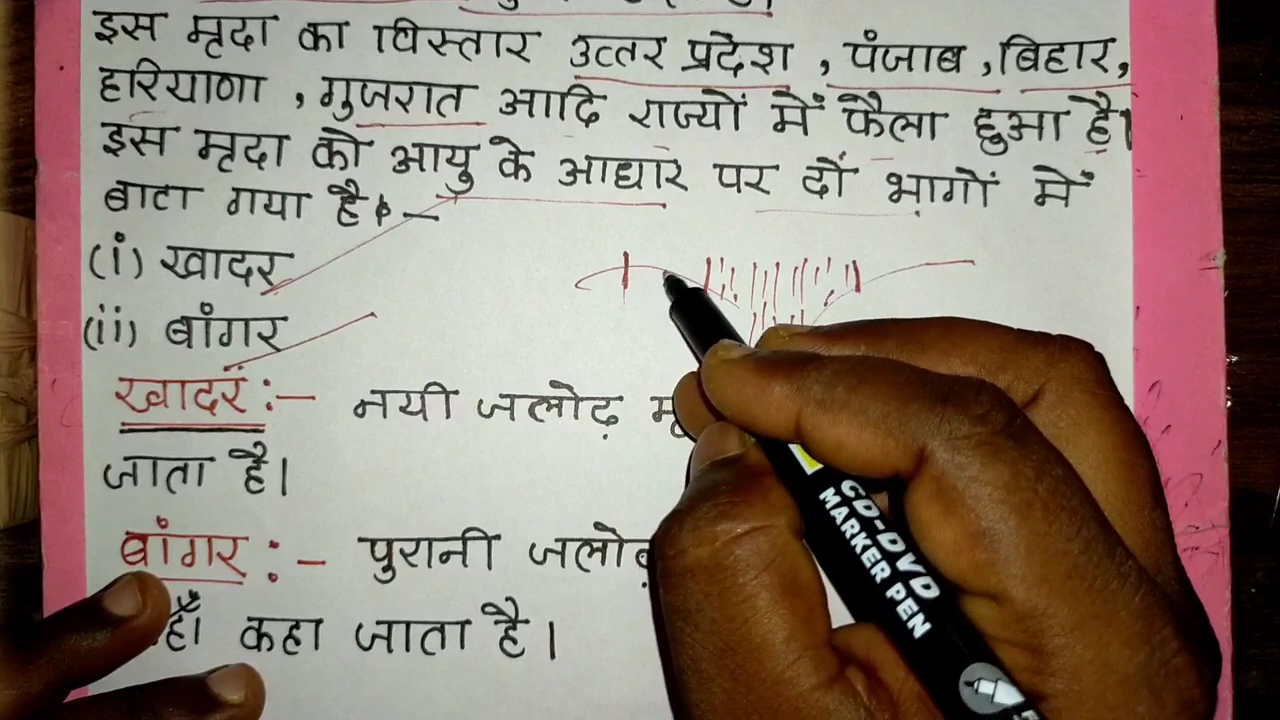 इस मृदा का विस्तार उत्तर प्रदेश , पंजाब , बिहार,
हरियाणा , गुजरात आदि राज्यों में फैला हुआ है।
इस मृदा को आयु के आधार पर दों भागों में
बाटा गया है। –
(i) खादर
(ii) बांगर
खादर :– नयी जलोढ़
जाता है।
बांगर :– पुरानी जलोढ़
कहा जाता है।
CD-DVD
MARKER PEN